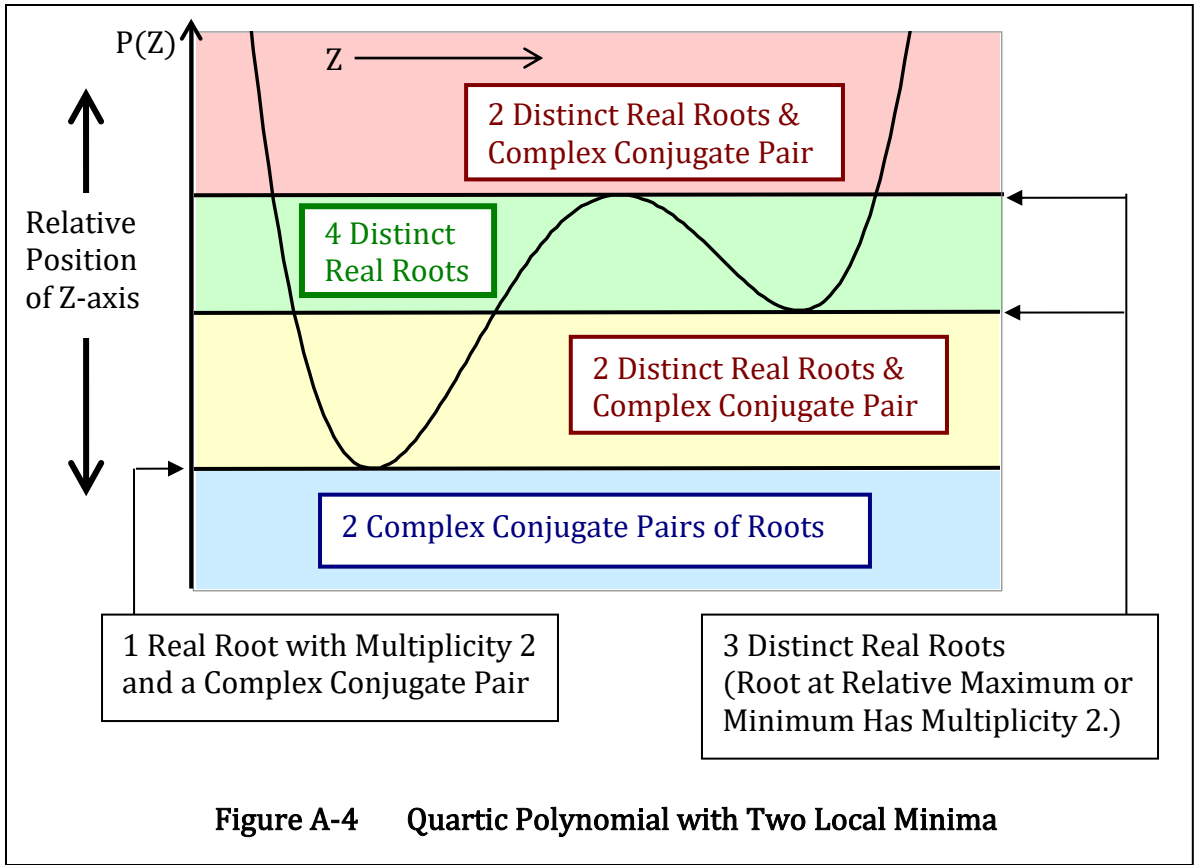 P(Z)
Z
2 Distinct Real Roots &
Complex Conjugate Pair
Relative
Position
of Z-axis
4 Distinct
Real Roots
2 Distinct Real Roots &
Complex Conjugate Pair
2 Complex Conjugate Pairs of Roots
1 Real Root with Multiplicity 2
and a Complex Conjugate Pair
3 Distinct Real Roots
(Root at Relative Maximum or
Minimum Has Multiplicity 2.)
Figure A-4 Quartic Polynomial with Two Local Minima